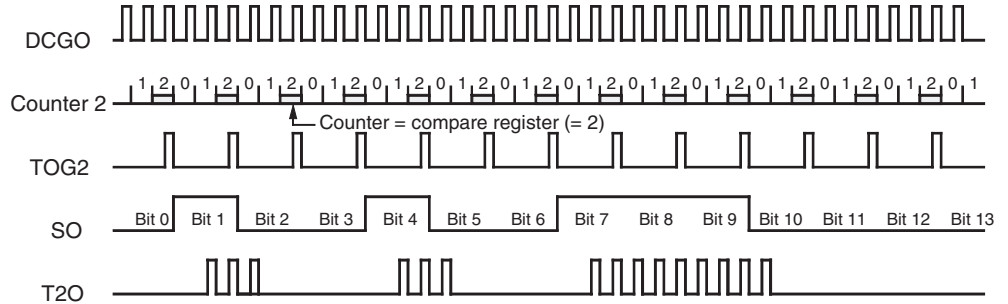 DCGO
Counter 2 1 2 0 1 2 0 1 2 0 1 2 0 1 2 0 1 2 0 1 2 0 1 2 0 1 2 0 1 2 0 1 2 0 1 2 0 1 2 0 1
Counter = compare register (= 2)
TOG2
SO Bit 0 Bit 1 Bit 2 Bit 3 Bit 4 Bit 5 Bit 6 Bit 7 Bit 8 Bit 9 Bit 10 Bit 11 Bit 12 Bit 13
T2O